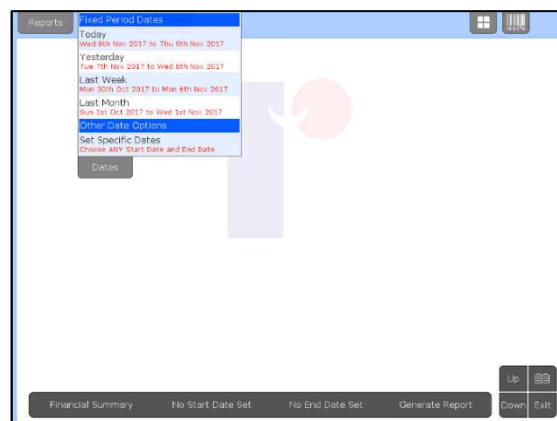 Reports
Fixed Period Dates
Today
Wed 8th Nov 2017 to Thu 9th Nov 2017
Yesterday
Tue 7th Nov 2017 to Wed 8th Nov 2017
Last Week
Mon 30th Oct 2017 to Mon 6th Nov 2017
Last Month
Sun 1st Oct 2017 to Wed 1st Nov 2017
Other Date Options
Set Specific Dates
Choose ANY Start Date and End Date
Dates
Up
Financial Summary No Start Date Set No End Date Set Generate Report Down Exit